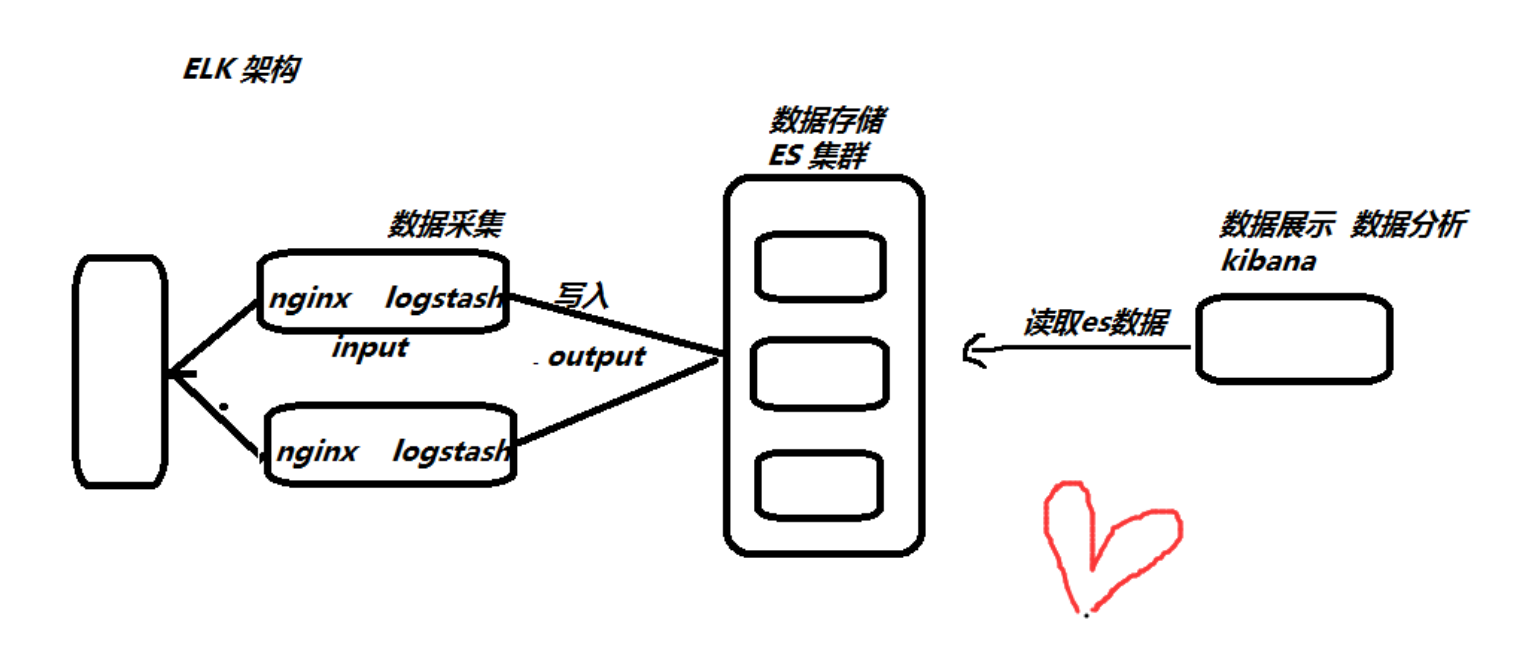 ELK 架构
数据存储
ES 集群
数据采集
nginx logstash
input
写入
output
nginx logstash
数据展示 数据分析
kibana
读取es数据